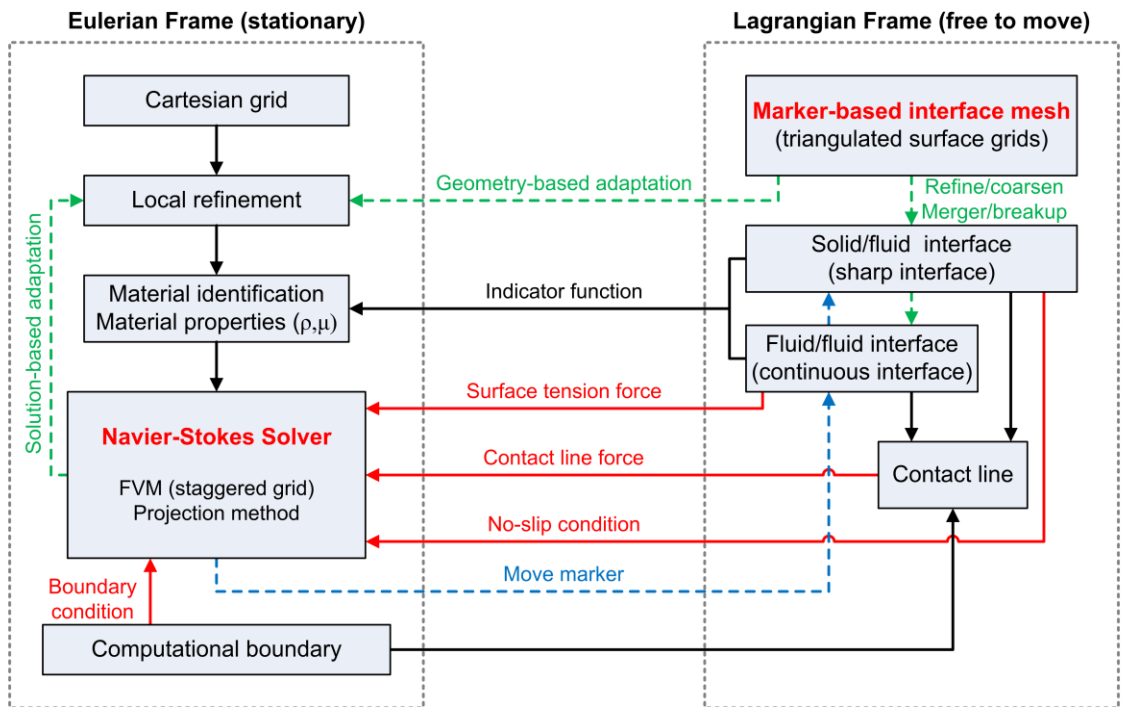 Eulerian Frame (stationary)
Lagrangian Frame (free to move)
Cartesian grid
Marker-based interface mesh
(triangulated surface grids)
Geometry-based adaptation
Refine/coarsen
Merger/breakup
Local refinement
Solution-based adaptation
Solid/fluid interface
(sharp interface)
Material identification
Material properties (ρ,μ)
Indicator function
Fluid/fluid interface
(continuous interface)
Surface tension force
Navier-Stokes Solver
FVM (staggered grid)
Projection method
Contact line force
Contact line
No-slip condition
Move marker
Boundary
condition
Computational boundary